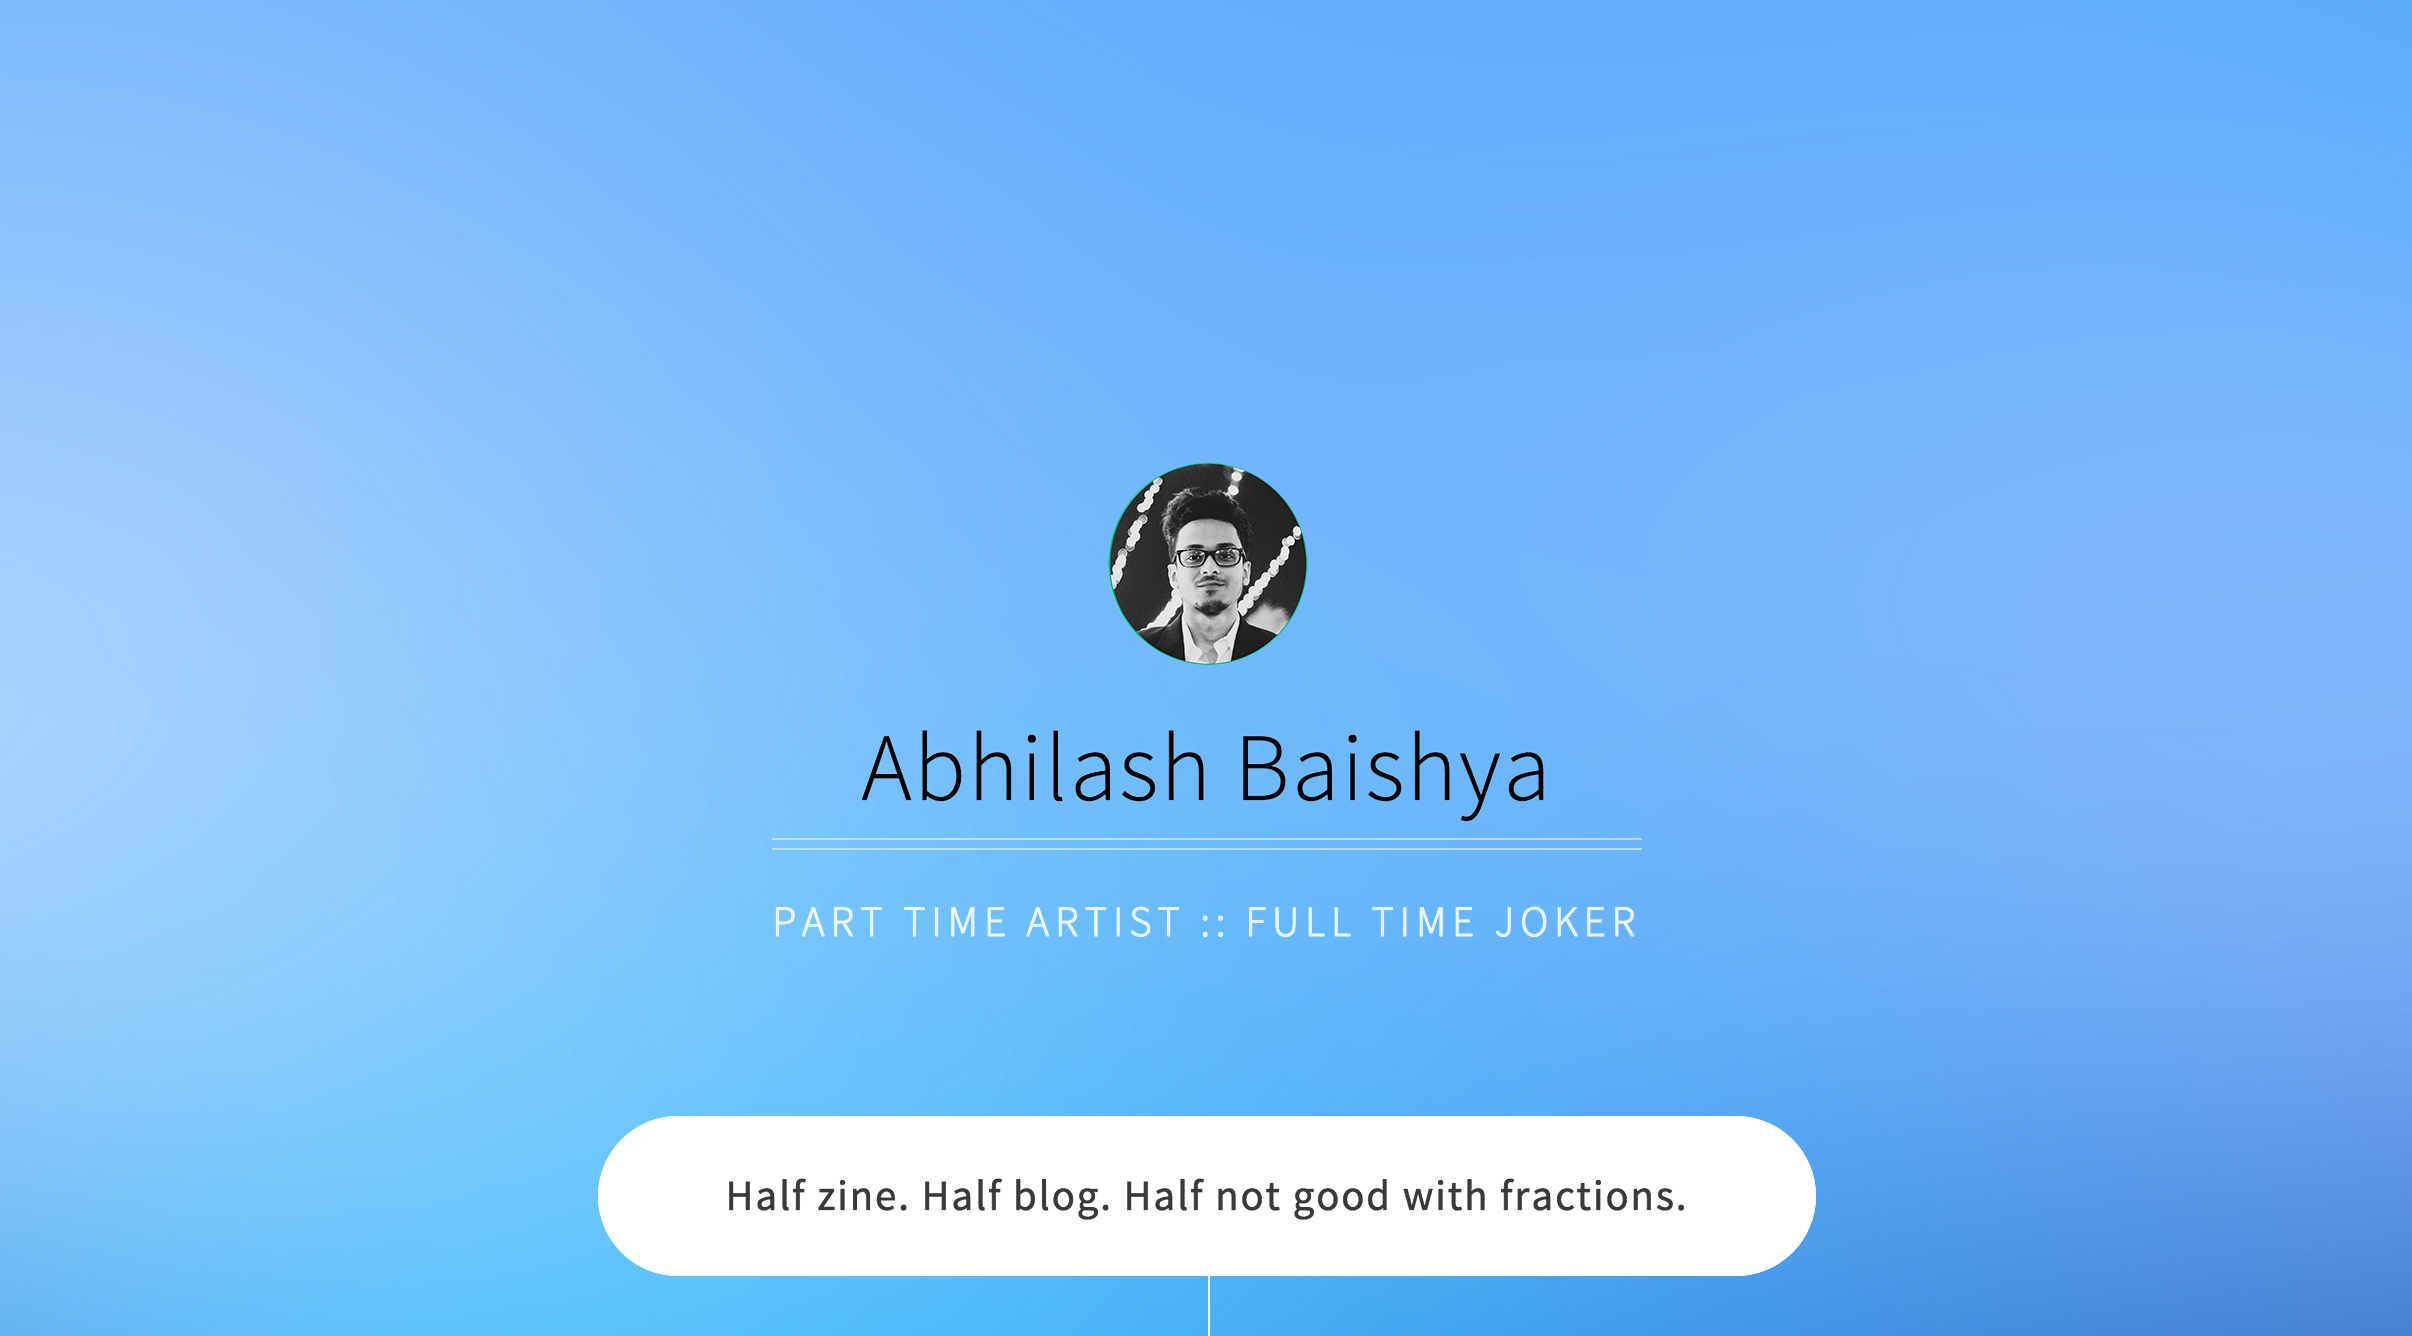 Abhilash Baishya
PART TIME ARTIST :: FULL TIME JOKER
Half zine. Half blog. Half not good with fractions.